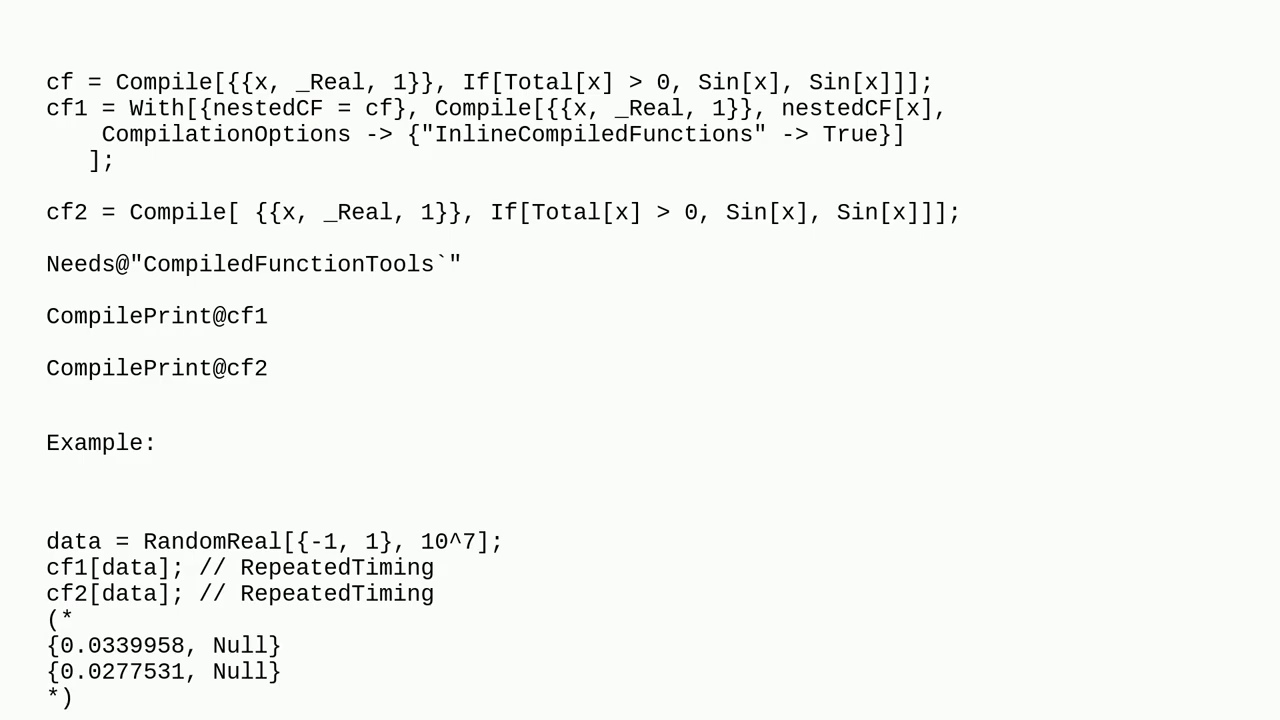 cf = Compile[{{x, _Real, 1}}, If[Total[x] > 0, Sin[x], Sin[x]]];
cf1 = With[{nestedCF = cf}, Compile[{{x, _Real, 1}}, nestedCF[x],
    CompilationOptions -> {"InlineCompiledFunctions" -> True}]
   ];
cf2 = Compile[ {{x, _Real, 1}}, If[Total[x] > 0, Sin[x], Sin[x]]];
Needs@"CompiledFunctionTools`"
CompilePrint@cf1
CompilePrint@cf2
Example:
data = RandomReal[{-1, 1}, 10^7];
cf1[data]; // RepeatedTiming
cf2[data]; // RepeatedTiming
(*
{0.0339958, Null}
{0.0277531, Null}
*)